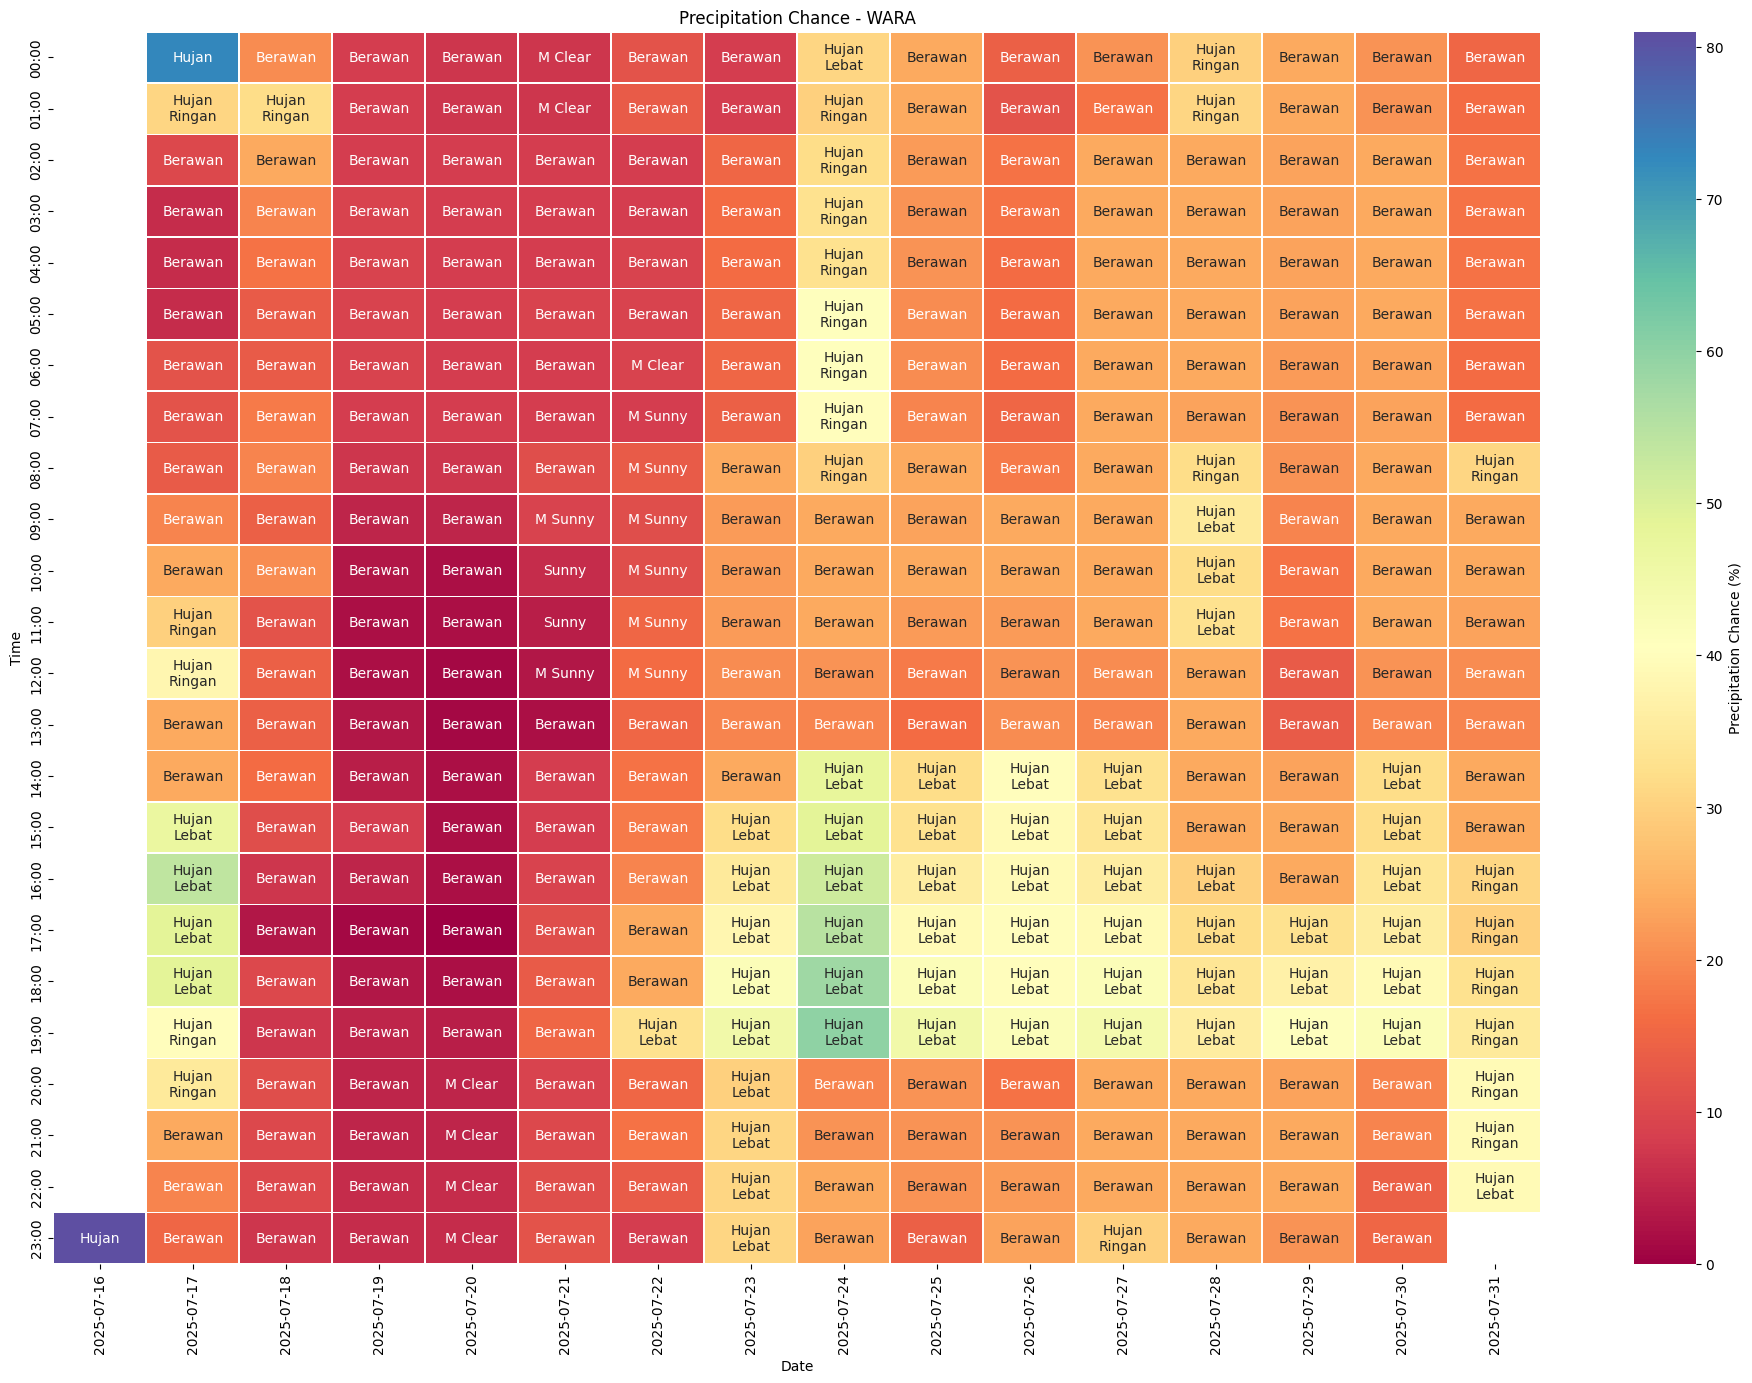 Precipitation Chance - WARA
00:00 Hujan Berawan Berawan Berawan M Clear Berawan Berawan Hujan Lebat Berawan Berawan Berawan Hujan Ringan Berawan Berawan Berawan
01:00 Hujan Ringan Hujan Ringan Berawan Berawan M Clear Berawan Berawan Hujan Ringan Berawan Berawan Berawan Hujan Ringan Berawan Berawan Berawan
02:00 Berawan Berawan Berawan Berawan Berawan Berawan Berawan Hujan Ringan Berawan Berawan Berawan Berawan Berawan Berawan Berawan
03:00 Berawan Berawan Berawan Berawan Berawan Berawan Berawan Hujan Ringan Berawan Berawan Berawan Berawan Berawan Berawan Berawan
04:00 Berawan Berawan Berawan Berawan Berawan Berawan Berawan Hujan Ringan Berawan Berawan Berawan Berawan Berawan Berawan Berawan
05:00 Berawan Berawan Berawan Berawan Berawan Berawan Berawan Hujan Ringan Berawan Berawan Berawan Berawan Berawan Berawan Berawan
06:00 Berawan Berawan Berawan Berawan Berawan M Clear Berawan Hujan Ringan Berawan Berawan Berawan Berawan Berawan Berawan Berawan
07:00 Berawan Berawan Berawan Berawan Berawan M Sunny Berawan Hujan Ringan Berawan Berawan Berawan Berawan Berawan Berawan Berawan
08:00 Berawan Berawan Berawan Berawan Berawan M Sunny Berawan Hujan Ringan Berawan Berawan Berawan Hujan Ringan Berawan Berawan Hujan Ringan
09:00 Berawan Berawan Berawan Berawan M Sunny M Sunny Berawan Berawan Berawan Berawan Berawan Hujan Lebat Berawan Berawan Berawan
10:00 Berawan Berawan Berawan Berawan Sunny M Sunny Berawan Berawan Berawan Berawan Berawan Hujan Lebat Berawan Berawan Berawan
11:00 Hujan Ringan Berawan Berawan Berawan Sunny M Sunny Berawan Berawan Berawan Berawan Berawan Hujan Lebat Berawan Berawan Berawan
12:00 Hujan Ringan Berawan Berawan Berawan M Sunny M Sunny Berawan Berawan Berawan Berawan Berawan Berawan Berawan Berawan Berawan
13:00 Berawan Berawan Berawan Berawan Berawan Berawan Berawan Berawan Berawan Berawan Berawan Berawan Berawan Berawan Berawan
14:00 Berawan Berawan Berawan Berawan Berawan Berawan Berawan Hujan Lebat Hujan Lebat Hujan Lebat Hujan Lebat Berawan Berawan Hujan Lebat Berawan
15:00 Hujan Lebat Berawan Berawan Berawan Berawan Berawan Hujan Lebat Hujan Lebat Hujan Lebat Hujan Lebat Hujan Lebat Berawan Berawan Hujan Lebat Berawan
16:00 Hujan Lebat Berawan Berawan Berawan Berawan Berawan Hujan Lebat Hujan Lebat Hujan Lebat Hujan Lebat Hujan Lebat Hujan Lebat Berawan Hujan Lebat Hujan Ringan
17:00 Hujan Lebat Berawan Berawan Berawan Berawan Berawan Hujan Lebat Hujan Lebat Hujan Lebat Hujan Lebat Hujan Lebat Hujan Lebat Hujan Lebat Hujan Lebat Hujan Ringan
18:00 Hujan Lebat Berawan Berawan Berawan Berawan Berawan Hujan Lebat Hujan Lebat Hujan Lebat Hujan Lebat Hujan Lebat Hujan Lebat Hujan Lebat Hujan Lebat Hujan Ringan
19:00 Hujan Ringan Berawan Berawan Berawan Berawan Hujan Lebat Hujan Lebat Hujan Lebat Hujan Lebat Hujan Lebat Hujan Lebat Hujan Lebat Hujan Lebat Hujan Lebat Hujan Ringan
20:00 Hujan Ringan Berawan Berawan M Clear Berawan Berawan Hujan Lebat Berawan Berawan Berawan Berawan Berawan Berawan Berawan Hujan Ringan
21:00 Berawan Berawan Berawan M Clear Berawan Berawan Hujan Lebat Berawan Berawan Berawan Berawan Berawan Berawan Berawan Hujan Ringan
22:00 Berawan Berawan Berawan M Clear Berawan Berawan Hujan Lebat Berawan Berawan Berawan Berawan Berawan Berawan Berawan Hujan Lebat
23:00 Hujan Berawan Berawan Berawan M Clear Berawan Berawan Hujan Lebat Berawan Berawan Berawan Hujan Ringan Berawan Berawan Berawan
Time
2025-07-16 2025-07-17 2025-07-18 2025-07-19 2025-07-20 2025-07-21 2025-07-22 2025-07-23 2025-07-24 2025-07-25 2025-07-26 2025-07-27 2025-07-28 2025-07-29 2025-07-30 2025-07-31
Date
80
70
60
50
40
30
20
10
0
Precipitation Chance (%)